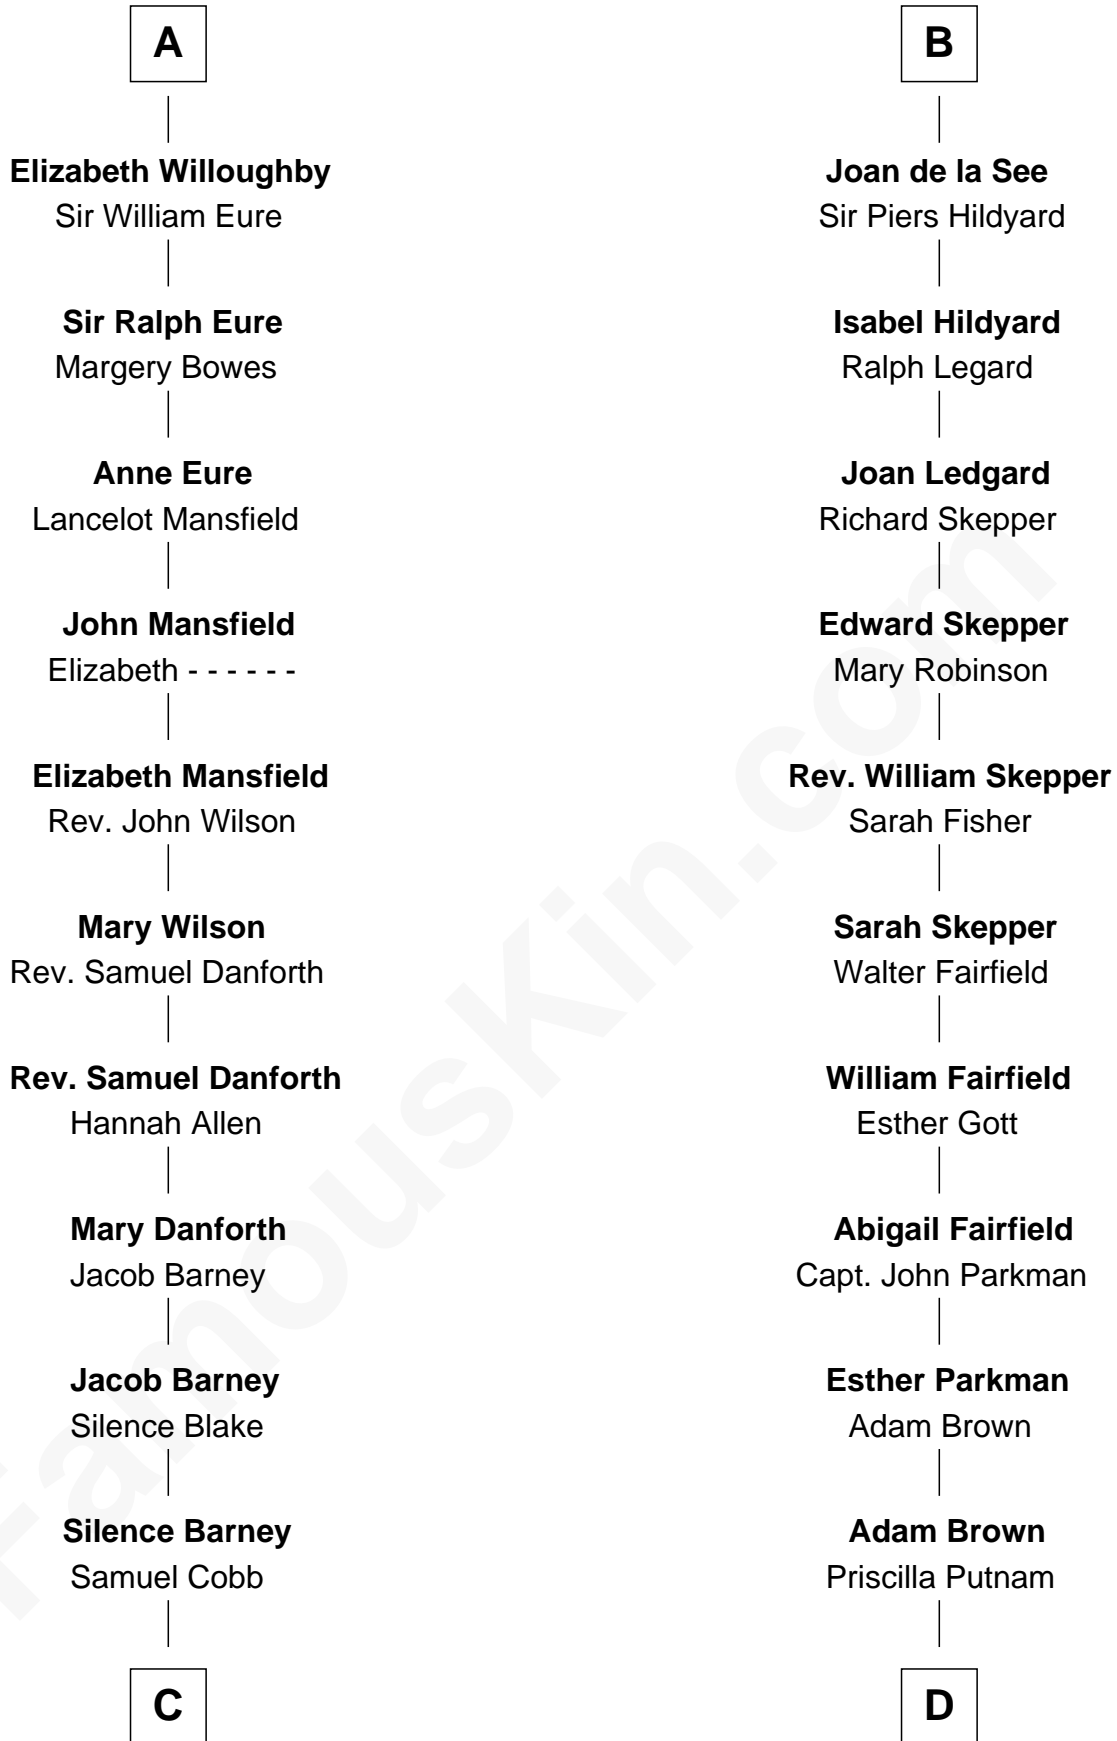 A
Elizabeth Willoughby
Sir William Eure
Sir Ralph Eure
Margery Bowes
Anne Eure
Lancelot Mansfield
John Mansfield
Elizabeth - - - - - -
Elizabeth Mansfield
Rev. John Wilson
Mary Wilson
Rev. Samuel Danforth
Rev. Samuel Danforth
Hannah Allen
Mary Danforth
Jacob Barney
Jacob Barney
Silence Blake
Silence Barney
Samuel Cobb
C
B
Joan de la See
Sir Piers Hildyard
Isabel Hildyard
Ralph Legard
Joan Ledgard
Richard Skepper
Edward Skepper
Mary Robinson
Rev. William Skepper
Sarah Fisher
Sarah Skepper
Walter Fairfield
William Fairfield
Esther Gott
Abigail Fairfield
Capt. John Parkman
Esther Parkman
Adam Brown
Adam Brown
Priscilla Putnam
D
FamousKin.com